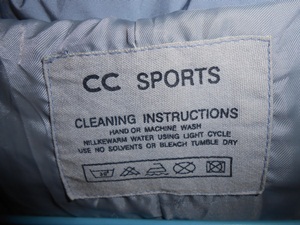 CC SPORTS
CLEANING INSTRUCTIONS
HAND OR MACHINE WASH
IN LUKEWARM WATER USING LIGHT CYCLE
USE NO SOLVENTS OR BLEACH TUMBLE DRY